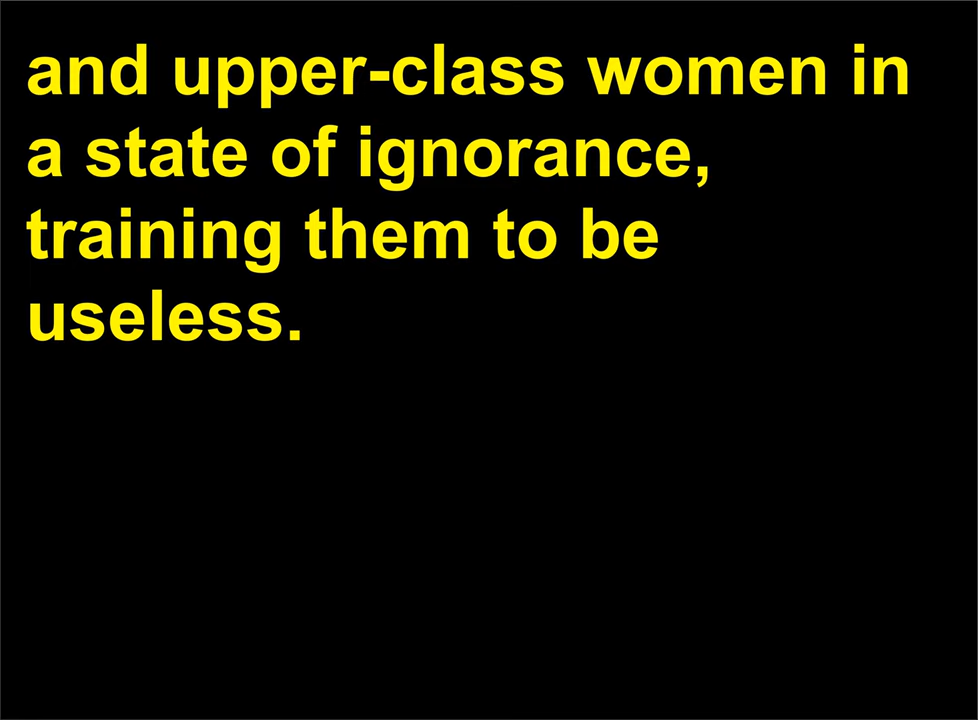 and upper-class women in
a state of ignorance,
training them to be
useless.